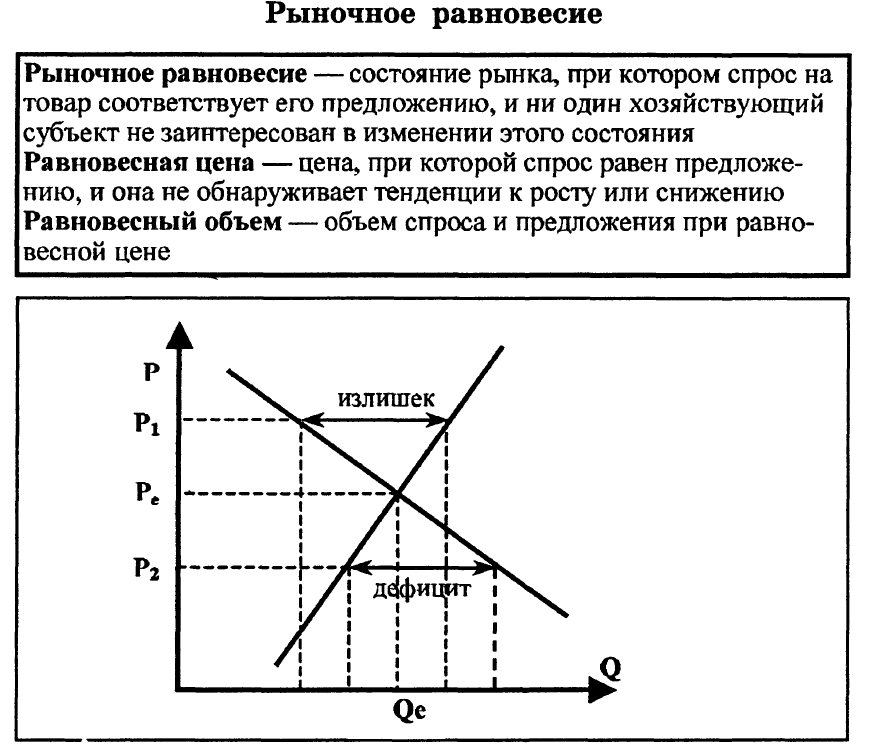 Рыночное равновесие
Рыночное равновесие — состояние рынка, при котором спрос на
товар соответствует его предложению, и ни один хозяйствующий
субъект не заинтересован в изменении этого состояния
Равновесная цена — цена, при которой спрос равен предложе-
нию, и она не обнаруживает тенденции к росту или снижению
Равновесный объем — объем спроса и предложения при равно-
весной цене
P
излишек
P1
Pe
P2
дефицит
Q
Qe